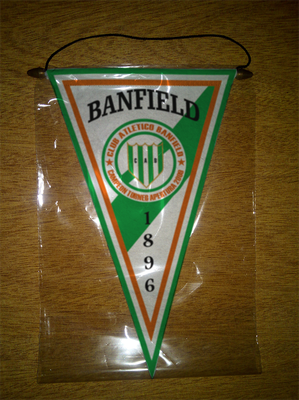 BANFIELD
CLUB ATLETICO BANFIELD
C A B
CAMPEON TORNEO APERTURA 2009
1
8
9
6